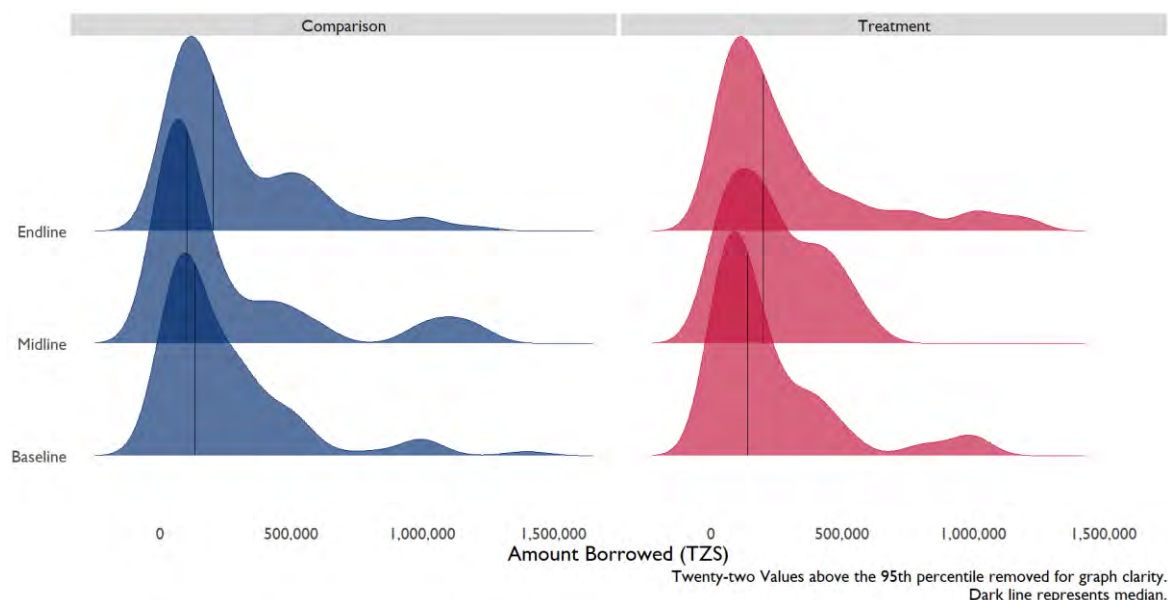 Comparison
Treatment
Endline
Midline
Baseline
0 500,000 1,000,000 1,500,000
0 500,000 1,000,000 1,500,000
Amount Borrowed (TZS)
Twenty-two Values above the 95th percentile removed for graph clarity.
Dark line represents median.